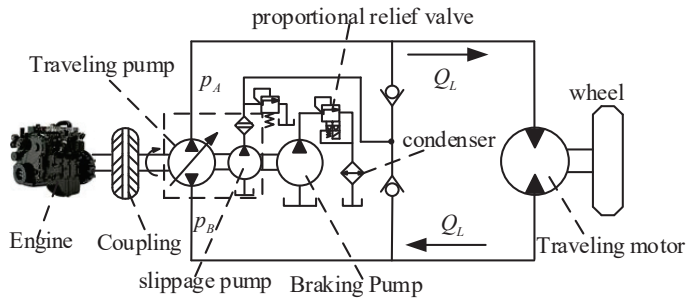 proportional relief valve
Traveling pump
p_A
Q_L
wheel
condenser
p_B
Q_L
Engine
Coupling
Traveling motor
slippage pump
Braking Pump